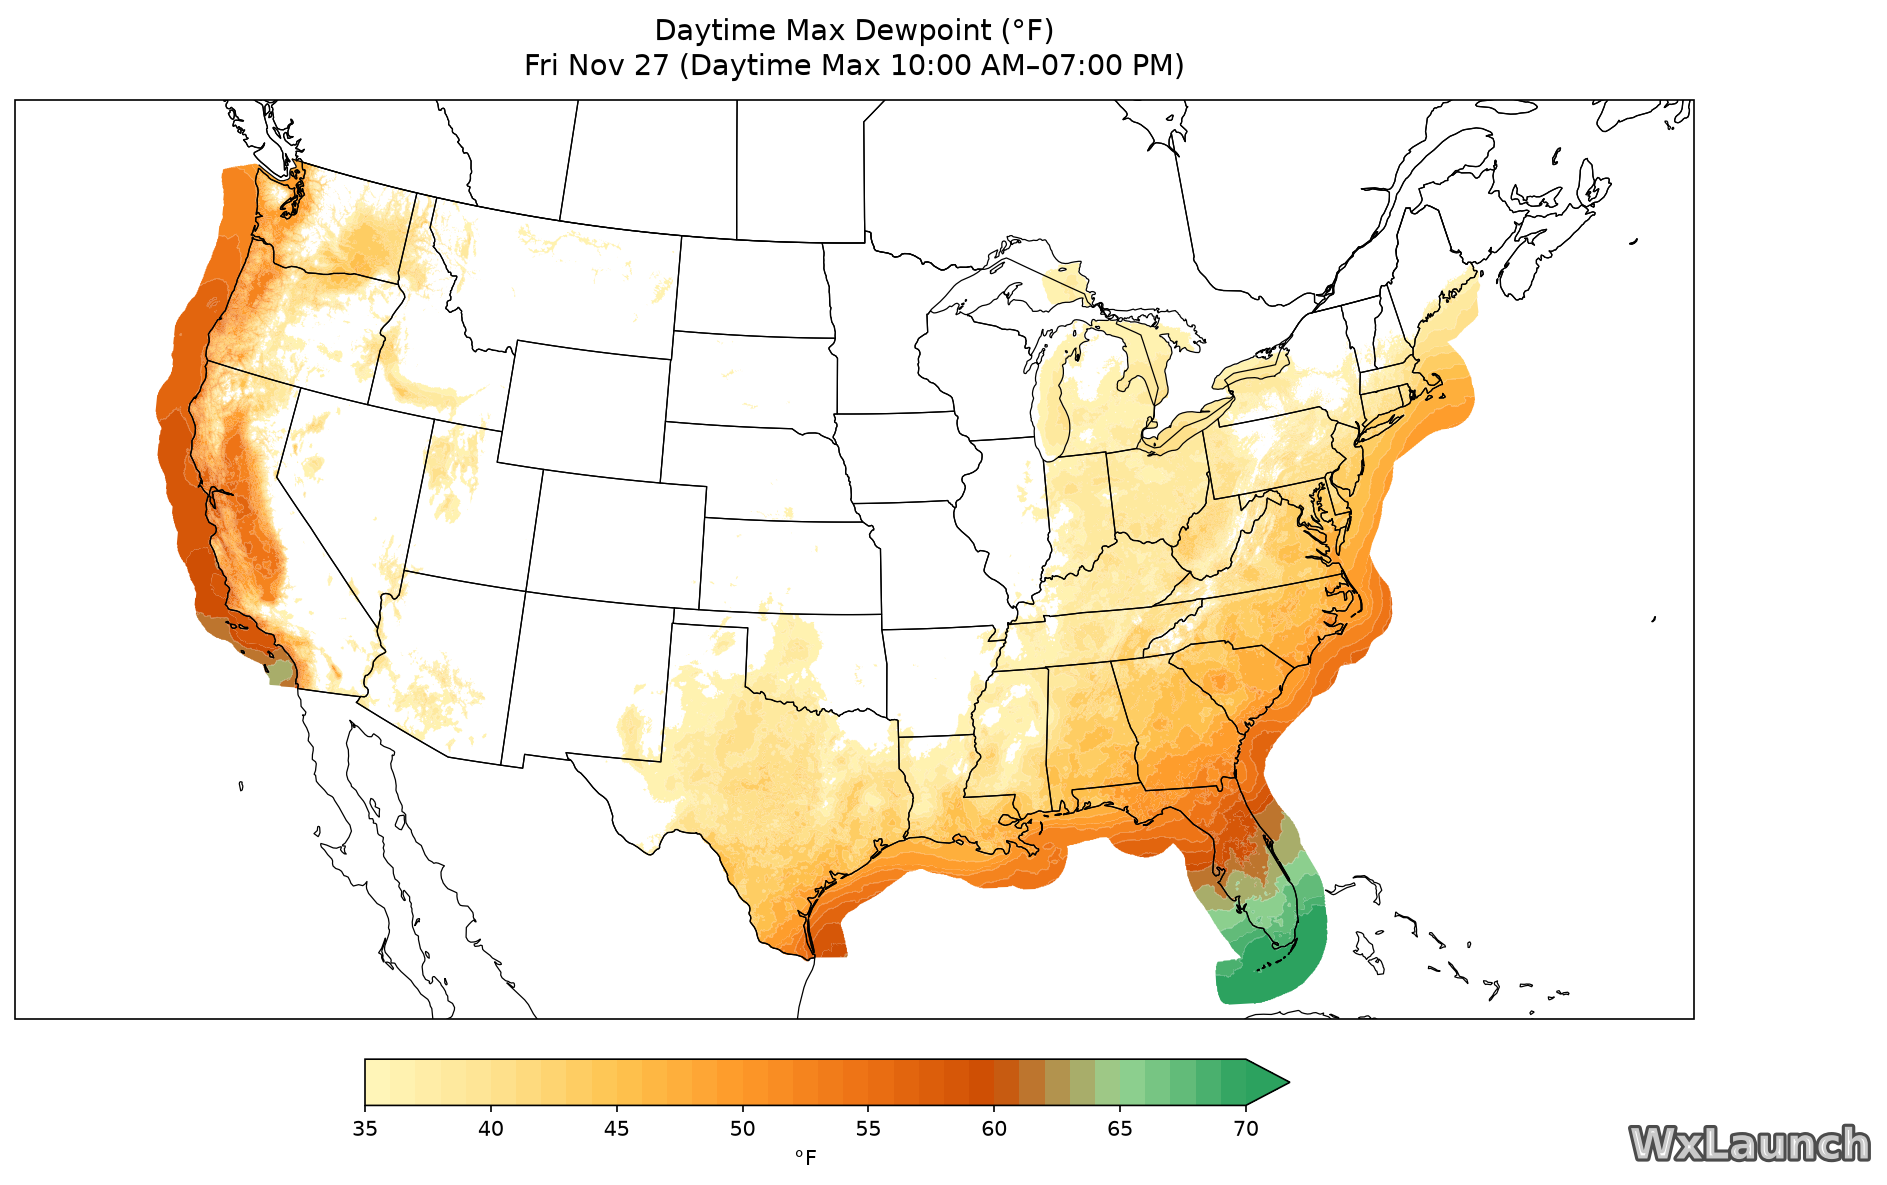 Daytime Max Dewpoint (°F)
Fri Nov 27 (Daytime Max 10:00 AM–07:00 PM)
35 40 45 50 55 60 65 70
°F
WxLaunch